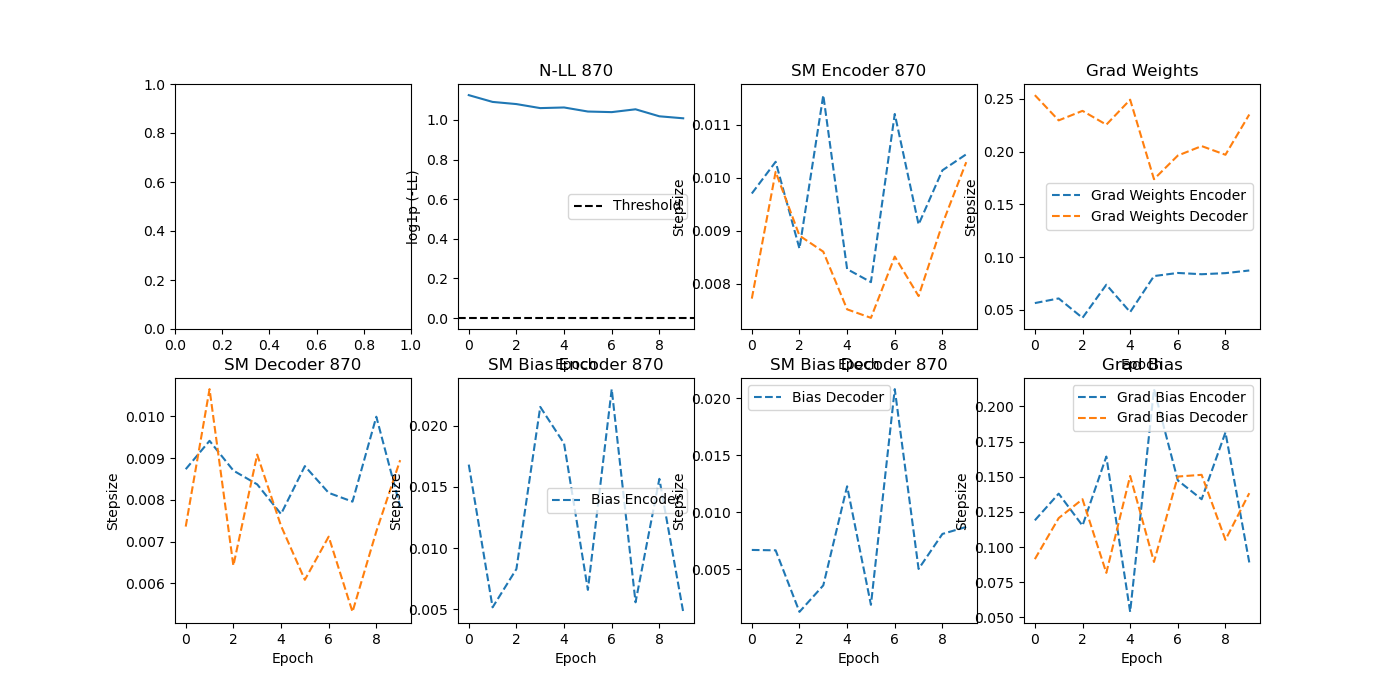 1.0
0.8
0.6
0.4
0.2
0.0
0.0 0.2 0.4 0.6 0.8 1.0
N-LL 870
log1p (-LL)
1.0
0.8
0.6
0.4
0.2
0.0
Threshold
0 2 4 6 8
Epoch
SM Encoder 870
Stepsize
0.011
0.010
0.009
0.008
0 2 4 6 8
Epoch
Grad Weights
Stepsize
0.25
0.20
0.15
0.10
0.05
Grad Weights Encoder
Grad Weights Decoder
0 2 4 6 8
Epoch
SM Decoder 870
Stepsize
0.010
0.009
0.008
0.007
0.006
0 2 4 6 8
Epoch
SM Bias Encoder 870
Stepsize
0.020
0.015
0.010
0.005
Bias Encoder
0 2 4 6 8
Epoch
SM Bias Decoder 870
Stepsize
0.020
0.015
0.010
0.005
Bias Decoder
0 2 4 6 8
Epoch
Grad Bias
Stepsize
0.200
0.175
0.150
0.125
0.100
0.075
0.050
Grad Bias Encoder
Grad Bias Decoder
0 2 4 6 8
Epoch